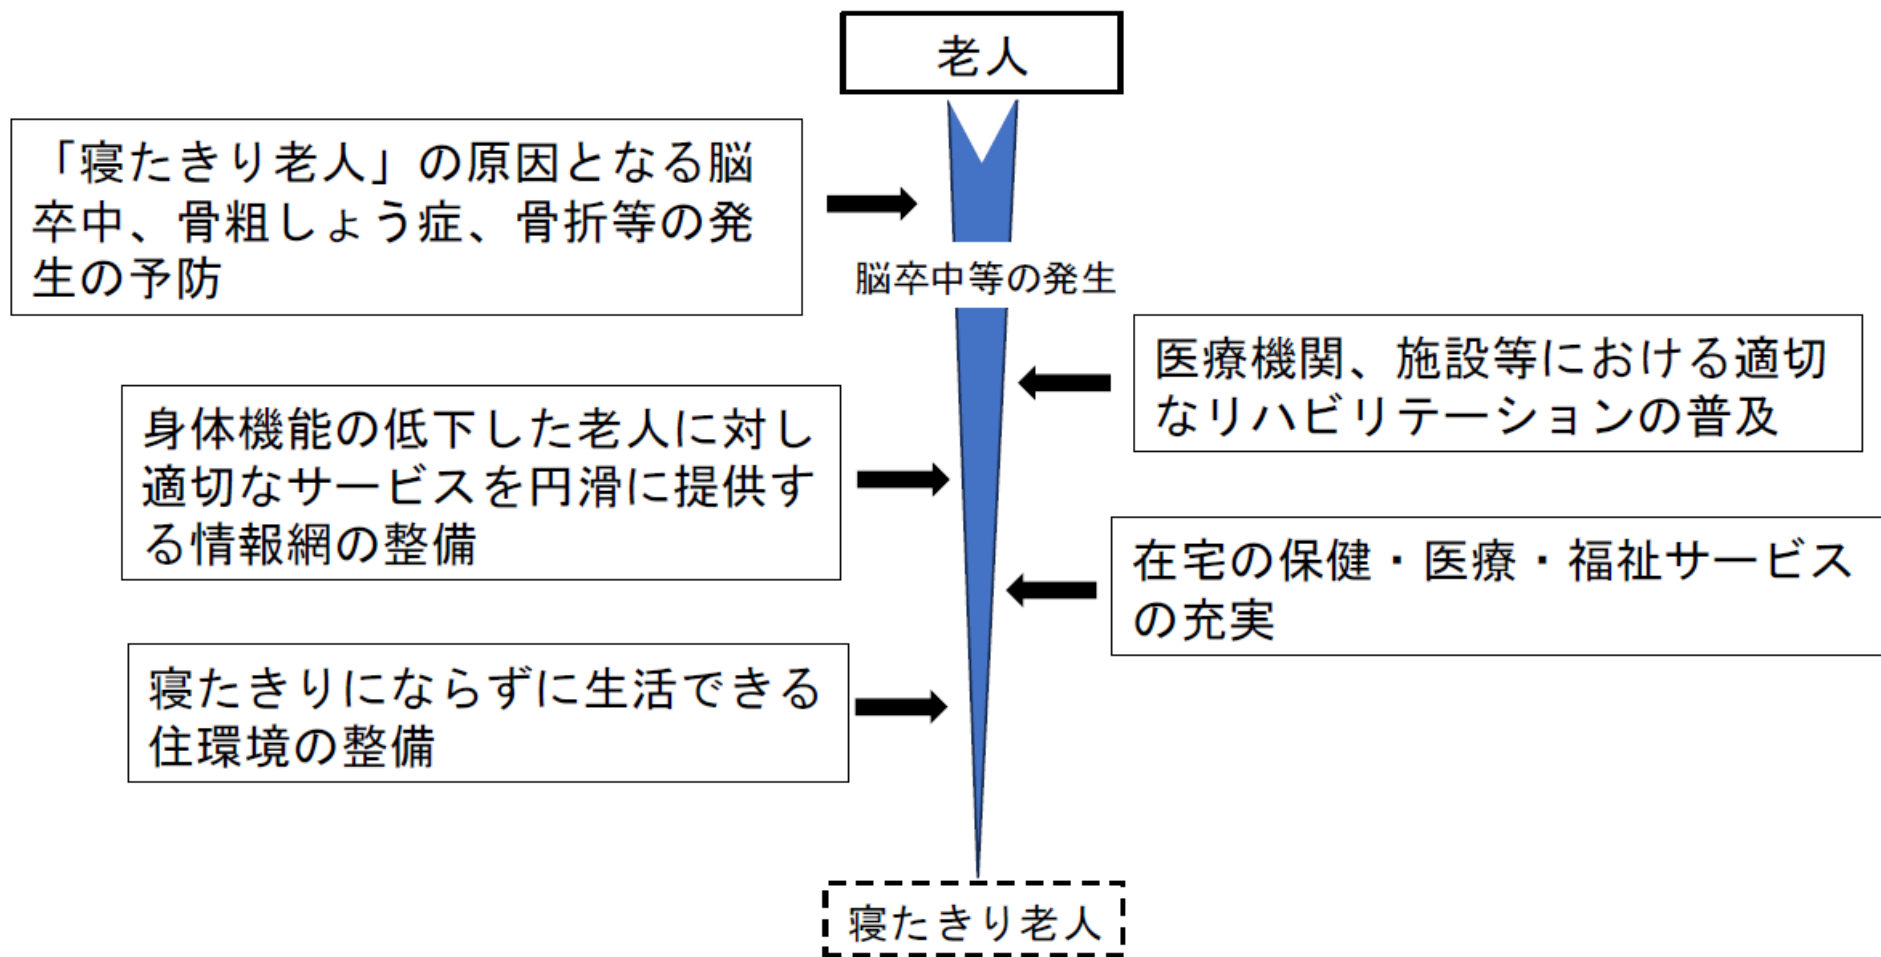 老人
「寝たきり老人」の原因となる脳
卒中、骨粗しょう症、骨折等の発
生の予防
脳卒中等の発生
医療機関、施設等における適切
なリハビリテーションの普及
身体機能の低下した老人に対し
適切なサービスを円滑に提供す
る情報網の整備
在宅の保健・医療・福祉サービス
の充実
寝たきりにならずに生活できる
住環境の整備
寝たきり老人